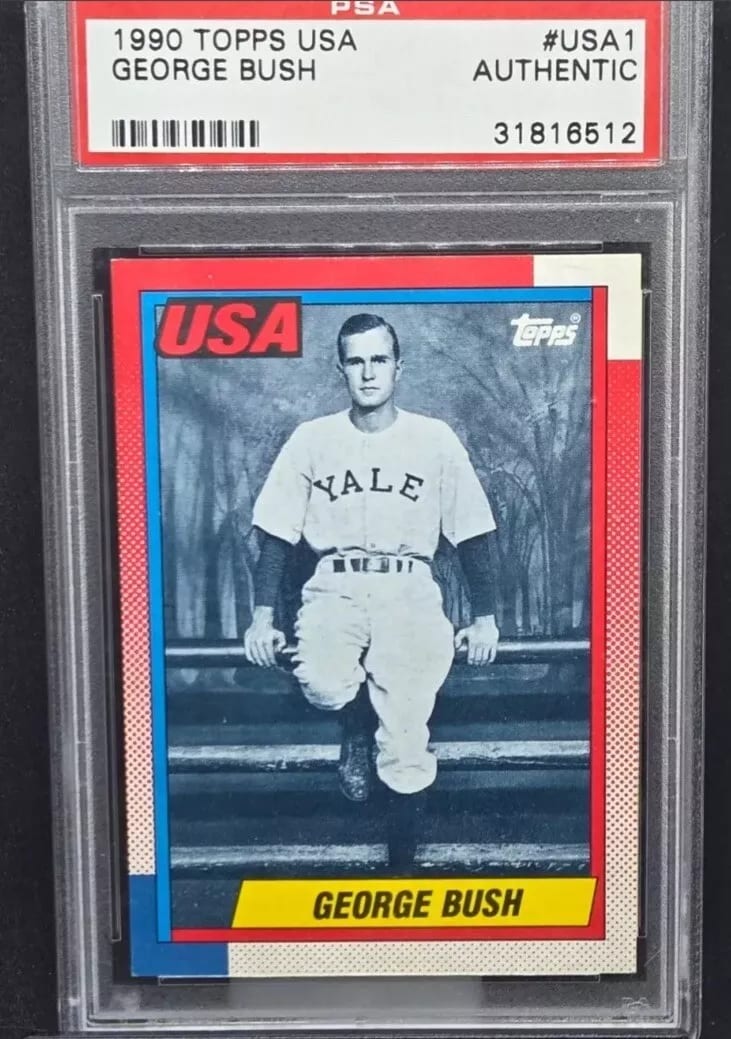 PSA
1990 TOPPS USA #USA1
GEORGE BUSH AUTHENTIC
31816512
USA
Topps®
YALE
GEORGE BUSH